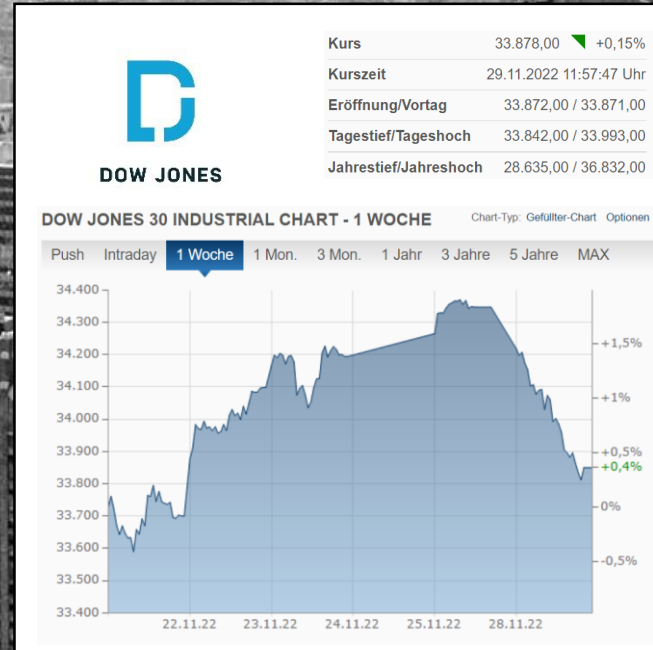 Kurs 33.878,00 +0,15%
Kurszeit 29.11.2022 11:57:47 Uhr
Eröffnung/Vortag 33.872,00 / 33.871,00
Tagestief/Tageshoch 33.842,00 / 33.993,00
Jahrestief/Jahreshoch 28.635,00 / 36.832,00
DOW JONES
DOW JONES 30 INDUSTRIAL CHART - 1 WOCHE Chart-Typ: Gefüllter-Chart Optionen
Push Intraday 1 Woche 1 Mon. 3 Mon. 1 Jahr 3 Jahre 5 Jahre MAX
34.400
34.300
34.200
34.100
34.000
33.900
33.800
33.700
33.600
33.500
33.400
+1,5%
+1%
+0,5%
+0,4%
0%
-0,5%
22.11.22 23.11.22 24.11.22 25.11.22 28.11.22